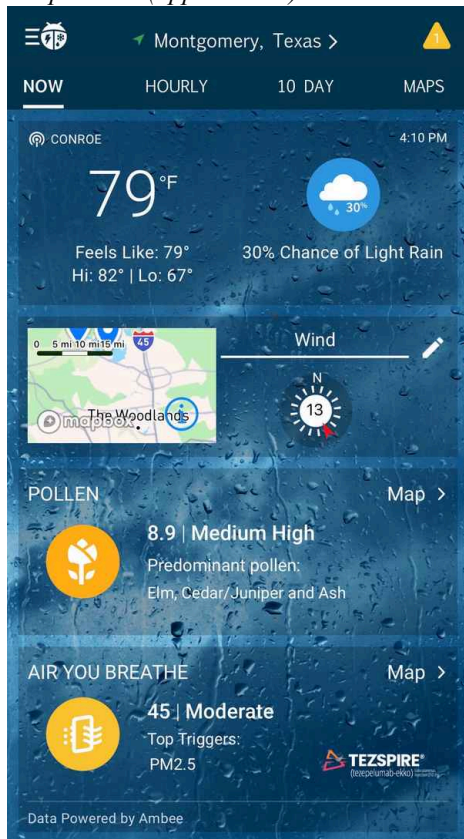 Montgomery, Texas >
1
NOW
HOURLY
10 DAY
MAPS
CONROE
4:10 PM
79°F
30%
Feels Like: 79°
Hi: 82° | Lo: 67°
30% Chance of Light Rain
0 5 mi 10 mi 15 mi
45
The Woodlands
mapbox
Wind
N
13
POLLEN
Map >
8.9 | Medium High
Predominant pollen:
Elm, Cedar/Juniper and Ash
AIR YOU BREATHE
Map >
45 | Moderate
Top Triggers:
PM2.5
TEZSPIRE®
(tezepelumab-ekko)
Data Powered by Ambee